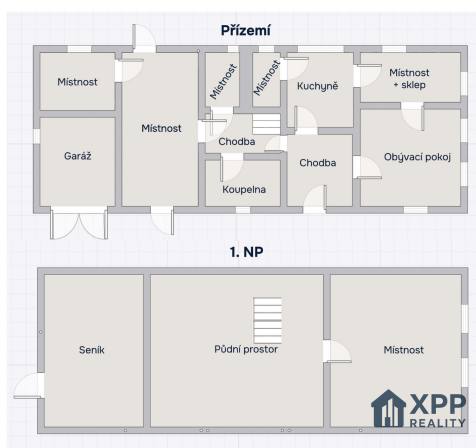 Přízemí
Místnost
Garáž
Místnost
Místnost
Místnost
Chodba
Koupelna
Kuchyně
Chodba
Místnost
+ sklep
Obývací pokoj
1. NP
Seník
Půdní prostor
Místnost
XPP
REALITY